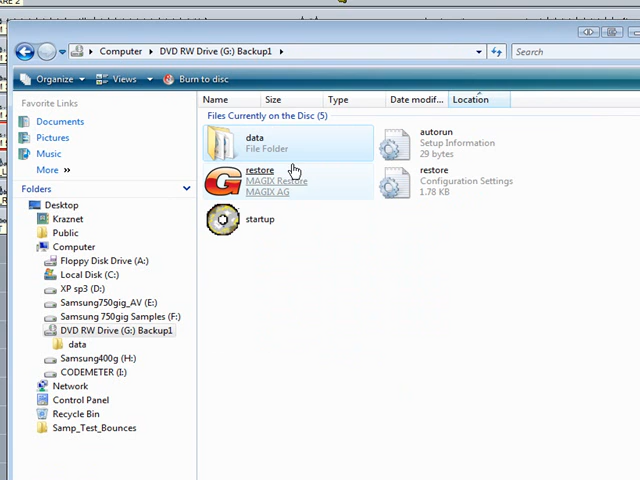 ARE 2
Computer ▸ DVD RW Drive (G:) Backup1 ▸
Search
Organize Views Burn to disc
Favorite Links
Documents
Pictures
Music
More »
Folders
Desktop
Kraznet
Public
Computer
Floppy Disk Drive (A:)
Local Disk (C:)
XP sp3 (D:)
Samsung750gig_AV (E:)
Samsung 750gig Samples (F:)
DVD RW Drive (G:) Backup1
data
Samsung400g (H:)
CODEMETER (I:)
Network
Control Panel
Recycle Bin
Samp_Test_Bounces
Name Size Type Date modif... Location
Files Currently on the Disc (5)
data
File Folder
autorun
Setup Information
29 bytes
restore
MAGIX Restore
MAGIX AG
restore
Configuration Settings
1.78 KB
startup